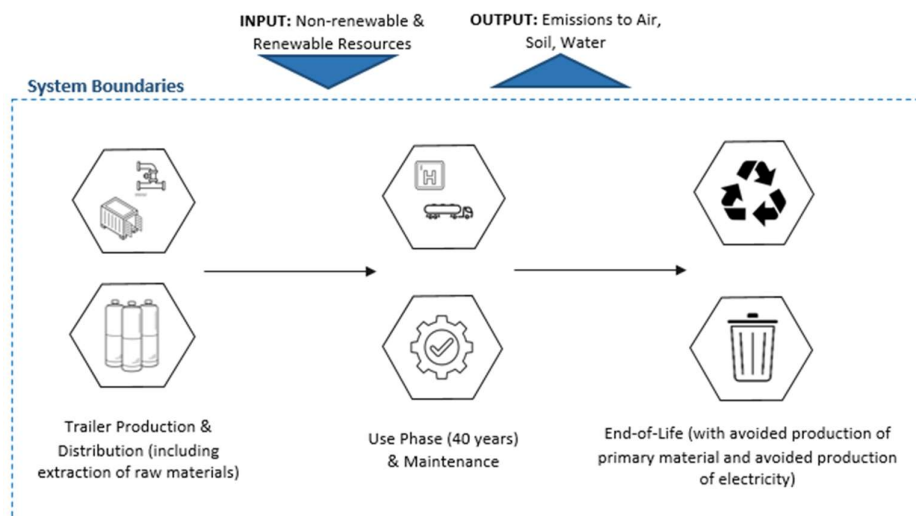 INPUT: Non-renewable &
Renewable Resources
OUTPUT: Emissions to Air,
Soil, Water
System Boundaries
H
Trailer Production &
Distribution (including
extraction of raw materials)
Use Phase (40 years)
& Maintenance
End-of-Life (with avoided production of
primary material and avoided production
of electricity)